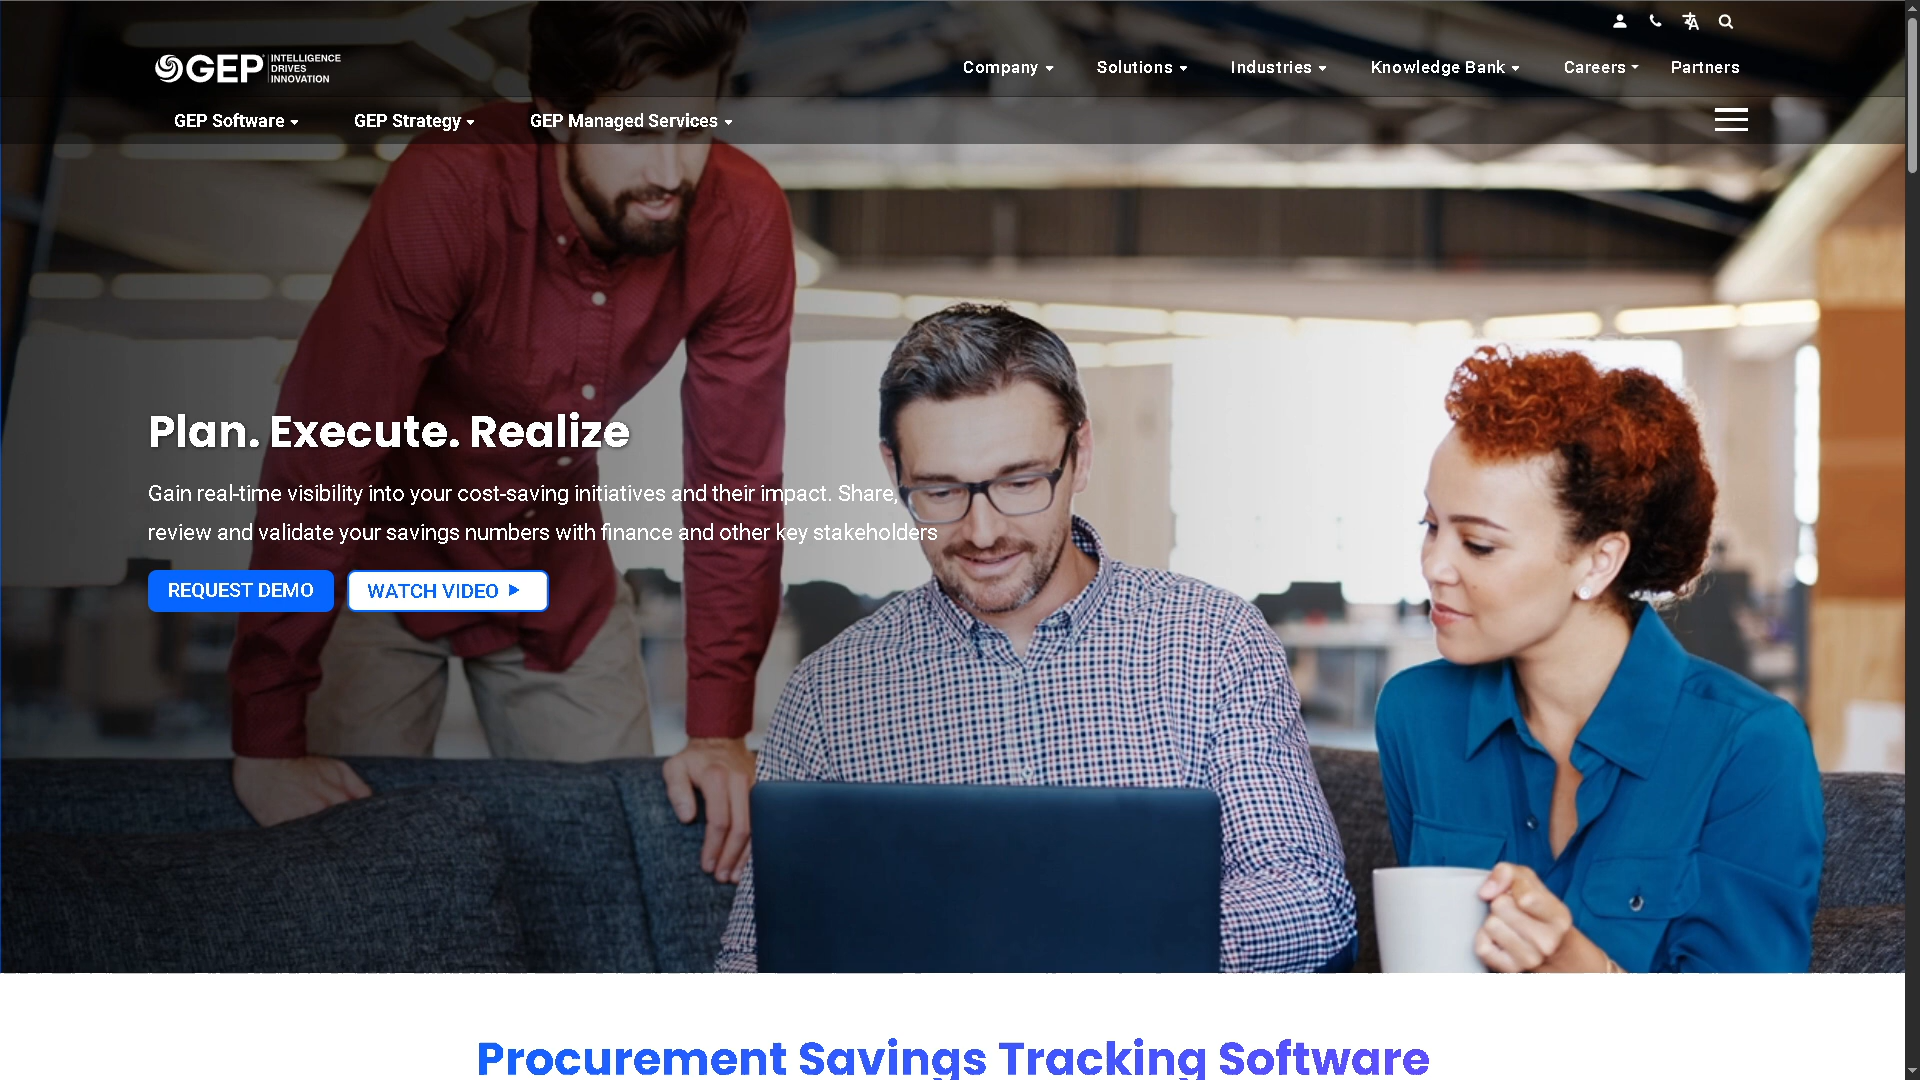 GEP
INTELLIGENCE
DRIVES
INNOVATION
Company
Solutions
Industries
Knowledge Bank
Careers
Partners
GEP Software
GEP Strategy
GEP Managed Services
Plan. Execute. Realize
Gain real-time visibility into your cost-saving initiatives and their impact. Share,
review and validate your savings numbers with finance and other key stakeholders
REQUEST DEMO
WATCH VIDEO
Procurement Savings Tracking Software